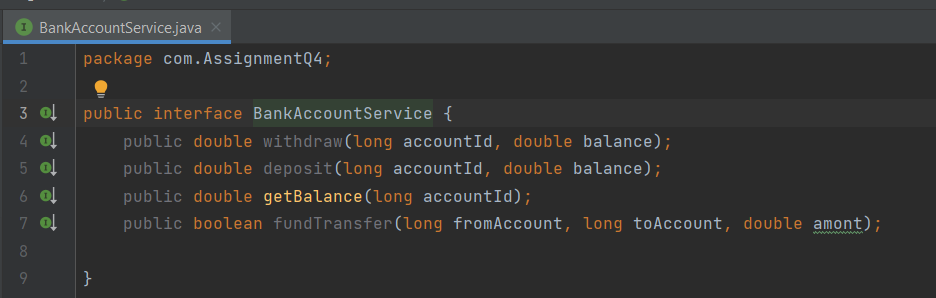 BankAccountService.java
1 package com.AssignmentQ4;
2
3 public interface BankAccountService {
4 public double withdraw(long accountId, double balance);
5 public double deposit(long accountId, double balance);
6 public double getBalance(long accountId);
7 public boolean fundTransfer(long fromAccount, long toAccount, double amont);
8
9 }